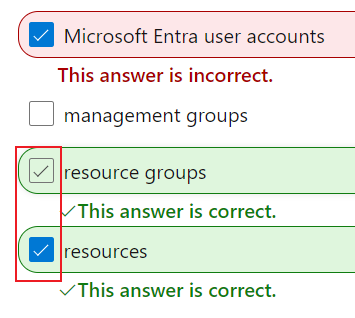 Microsoft Entra user accounts
This answer is incorrect.
management groups
resource groups
This answer is correct.
resources
This answer is correct.